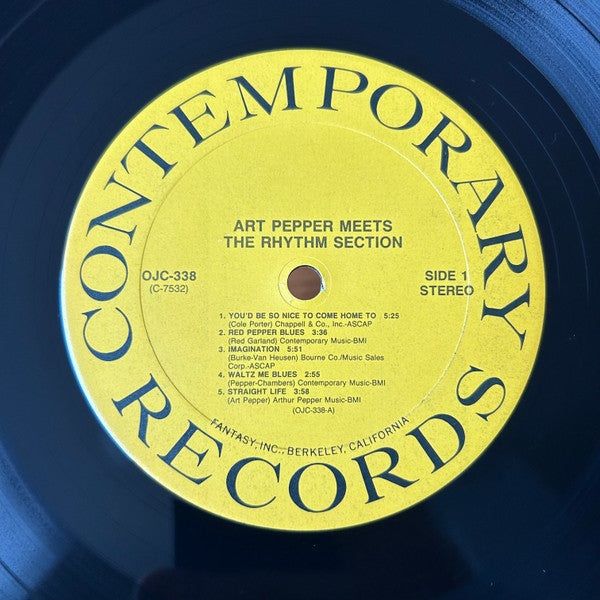 CONTEMPORARY
RECORDS
ART PEPPER MEETS
THE RHYTHM SECTION
OJC-338
(C-7532)
SIDE 1
STEREO
1. YOU'D BE SO NICE TO COME HOME TO 5:25
(Cole Porter) Chappell & Co., Inc.-ASCAP
2. RED PEPPER BLUES 3:36
(Red Garland) Contemporary Music-BMI
3. IMAGINATION 5:51
(Burke-Van Heusen) Bourne Co./Music Sales
Corp.-ASCAP
4. WALTZ ME BLUES 2:55
(Pepper-Chambers) Contemporary Music-BMI
5. STRAIGHT LIFE 3:58
(Art Pepper) Arthur Pepper Music-BMI
(OJC-338-A)
FANTASY, INC., BERKELEY, CALIFORNIA